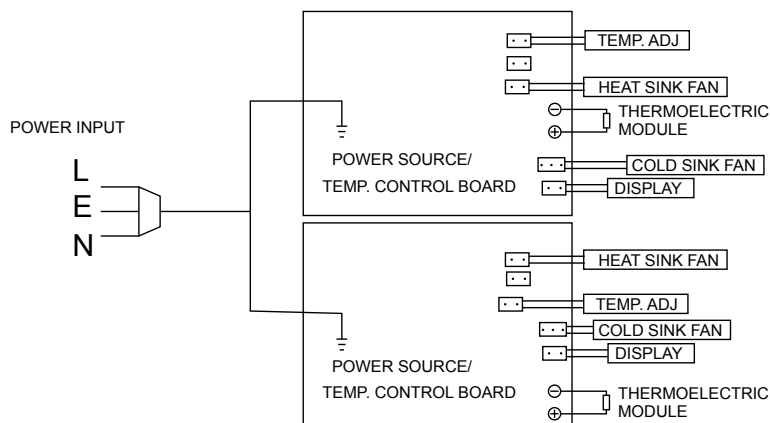 TEMP. ADJ
HEAT SINK FAN
THERMOELECTRIC
MODULE
POWER INPUT
L
E
N
POWER SOURCE/
TEMP. CONTROL BOARD
COLD SINK FAN
DISPLAY
HEAT SINK FAN
TEMP. ADJ
COLD SINK FAN
DISPLAY
POWER SOURCE/
TEMP. CONTROL BOARD
THERMOELECTRIC
MODULE